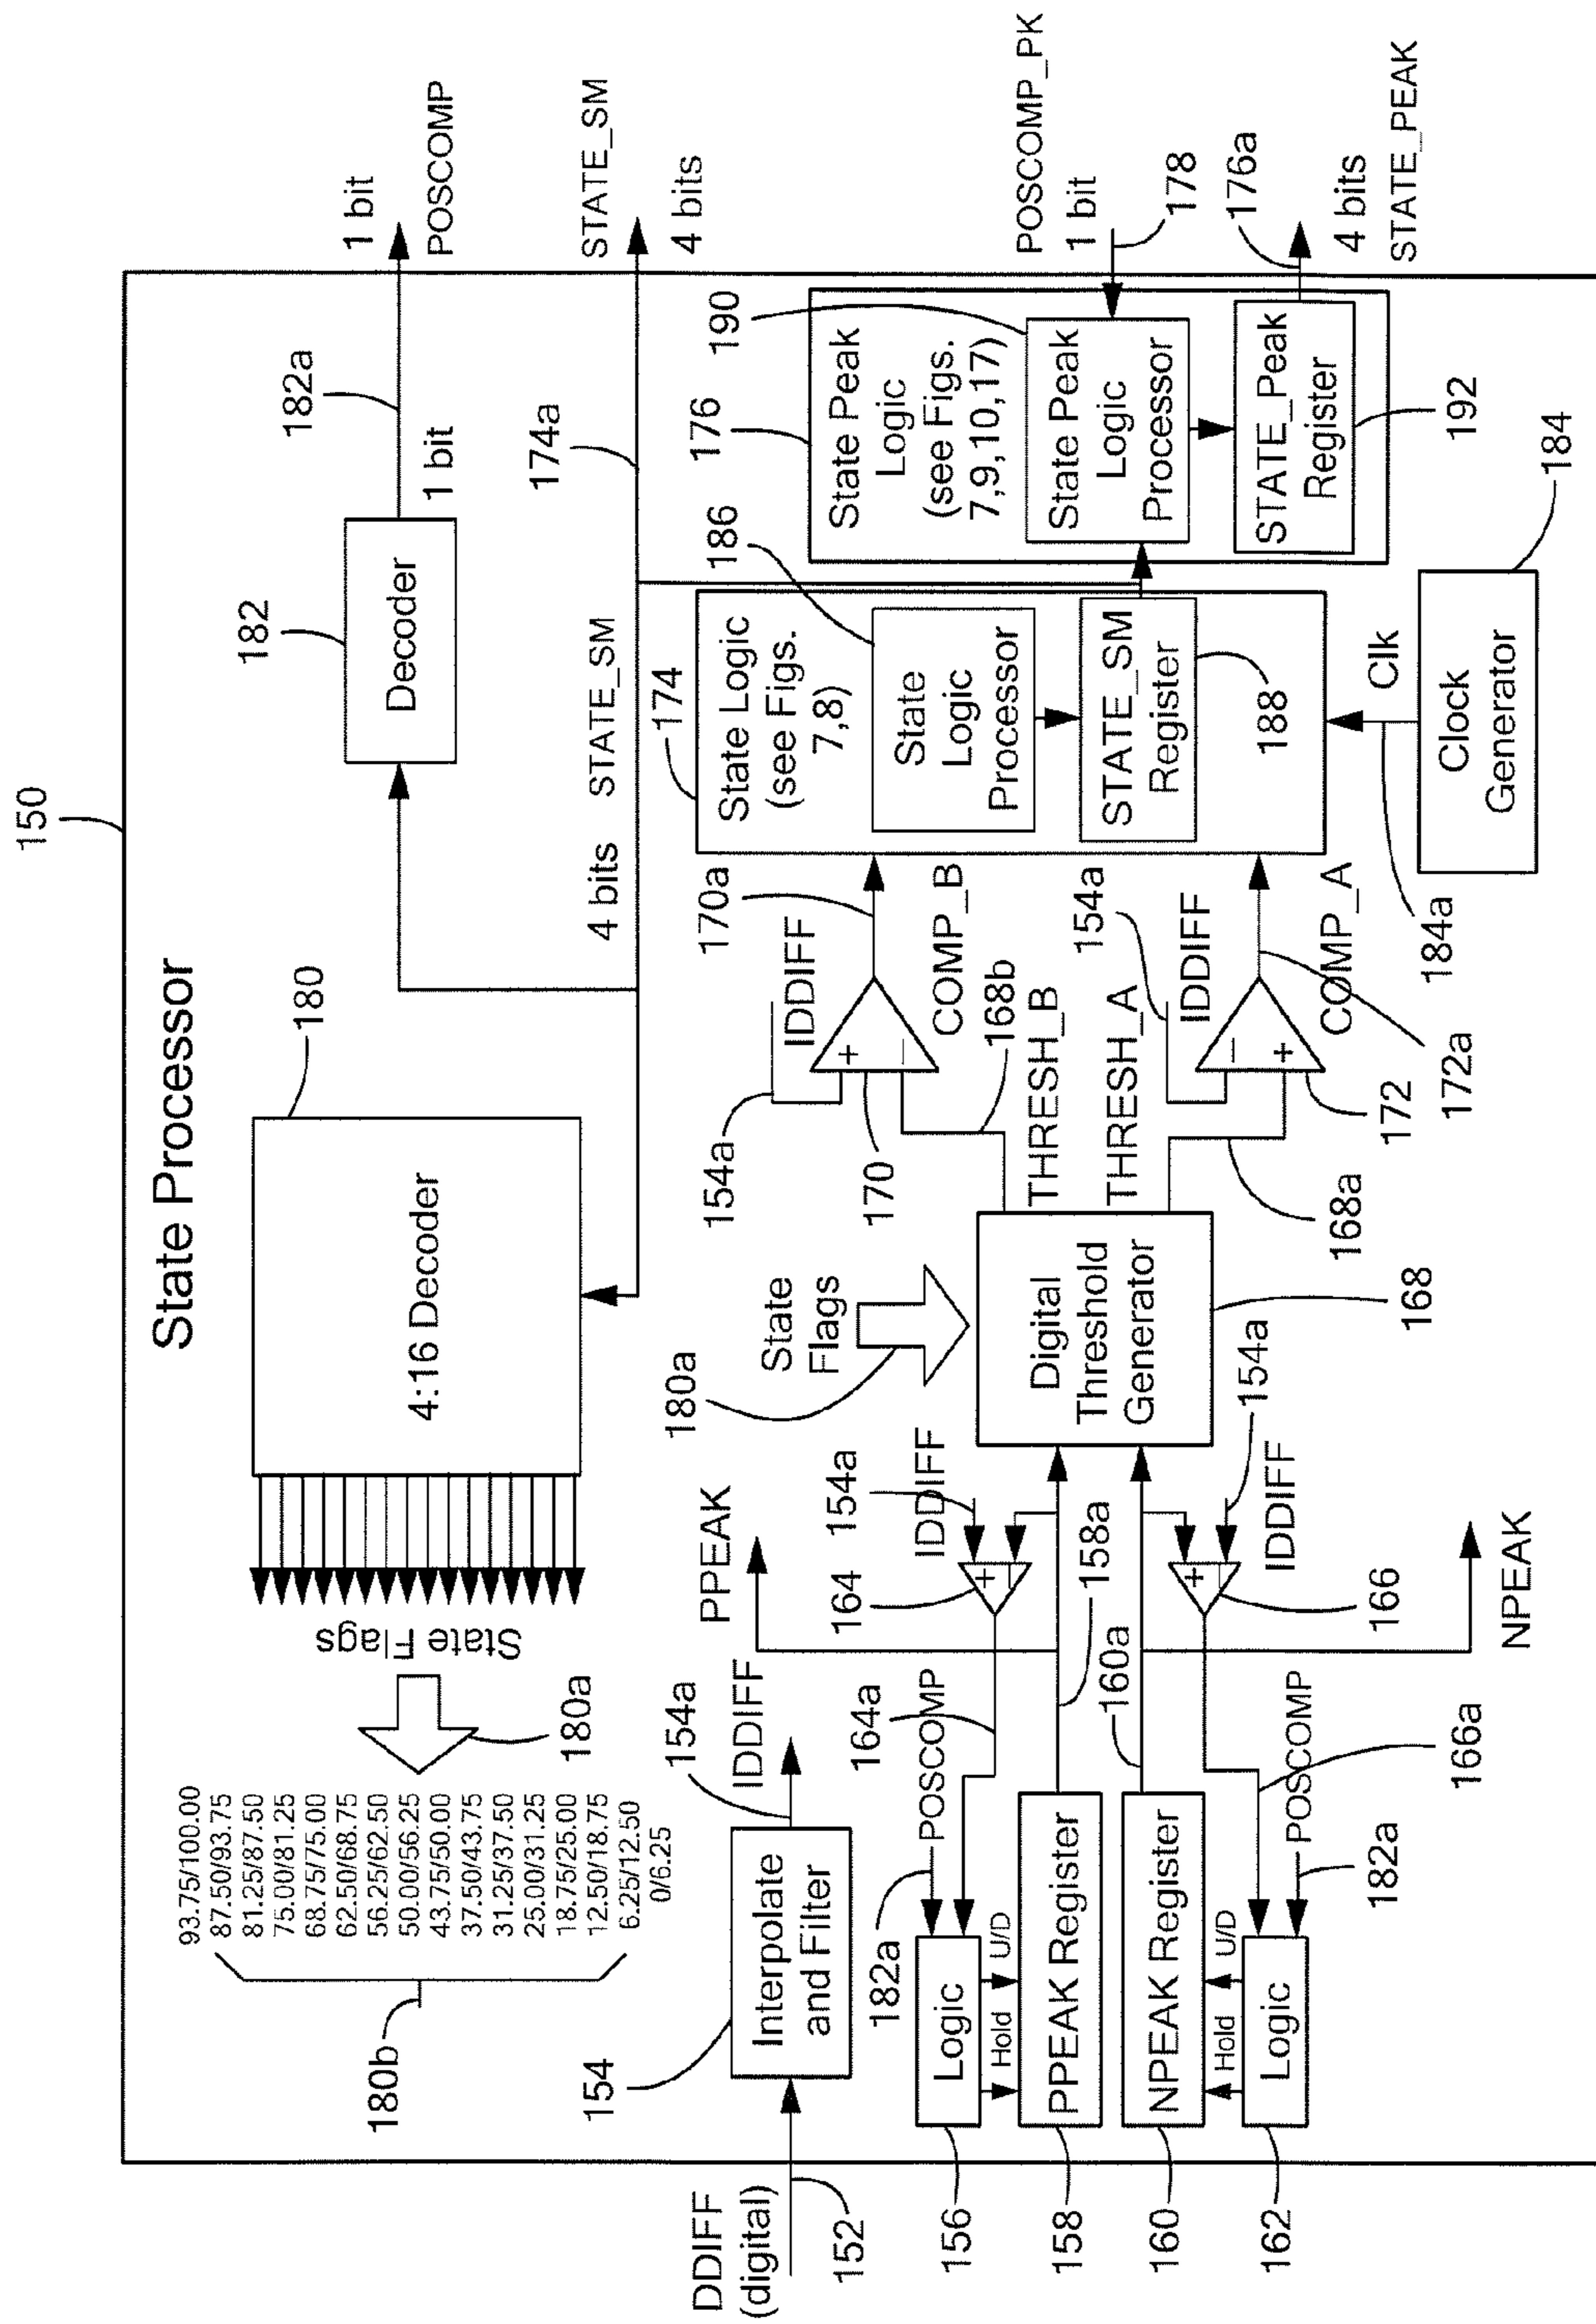 150
State Processor
93.75/100.00
87.50/93.75
81.25/87.50
75.00/81.25
68.75/75.00
62.50/68.75
56.25/62.50
50.00/56.25
43.75/50.00
37.50/43.75
31.25/37.50
25.00/31.25
18.75/25.00
12.50/18.75
6.25/12.50
0/6.25
180b
180a
State Flags
4:16 Decoder
180
182
Decoder
182a
1 bit
1 bit
POSCOMP
4 bits
STATE_SM
174a
STATE_SM
4 bits
DDIFF
(digital)
152
154
Interpolate
and Filter
154a
IDDIFF
PPEAK
156
Logic
182a
POSCOMP
164a
Hold
U/D
158
PPEAK Register
158a
164
+
–
154a
IDDIFF
160
NPEAK Register
160a
Hold
U/D
162
Logic
182a
POSCOMP
166a
166
+
–
IDDIFF
154a
NPEAK
180a
State
Flags
Digital
Threshold
Generator
168
THRESH_B
168b
THRESH_A
168a
154a
IDDIFF
+
–
170
170a
COMP_B
154a
IDDIFF
–
+
172
172a
COMP_A
174
State Logic
(see Figs.
7,8)
186
State
Logic
Processor
STATE_SM
Register
188
Clk
184a
Clock
Generator
184
176
State Peak
Logic
(see Figs.
7,9,10,17)
190
State Peak
Logic
Processor
STATE_Peak
Register
192
POSCOMP_PK
1 bit
178
176a
4 bits
STATE_PEAK